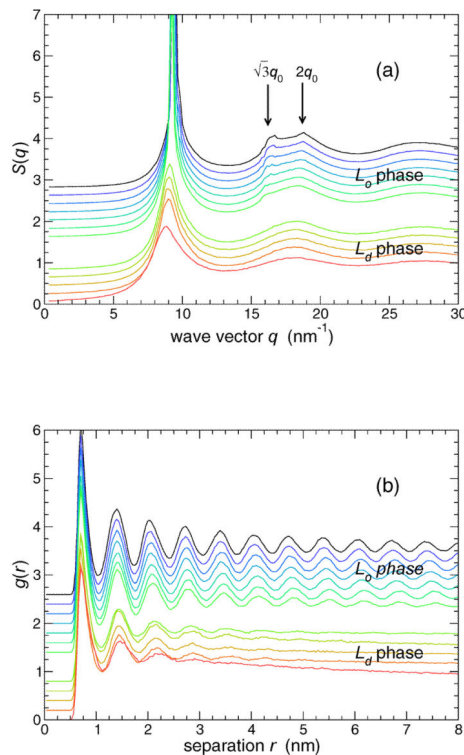 7
6
5
4
3
2
1
0
S(q)
(a)
√3q₀ 2q₀
Lₒ phase
L_d phase
0 5 10 15 20 25 30
wave vector q (nm⁻¹)
6
5
4
3
2
1
0
g(r)
(b)
Lₒ phase
L_d phase
0 1 2 3 4 5 6 7 8
separation r (nm)